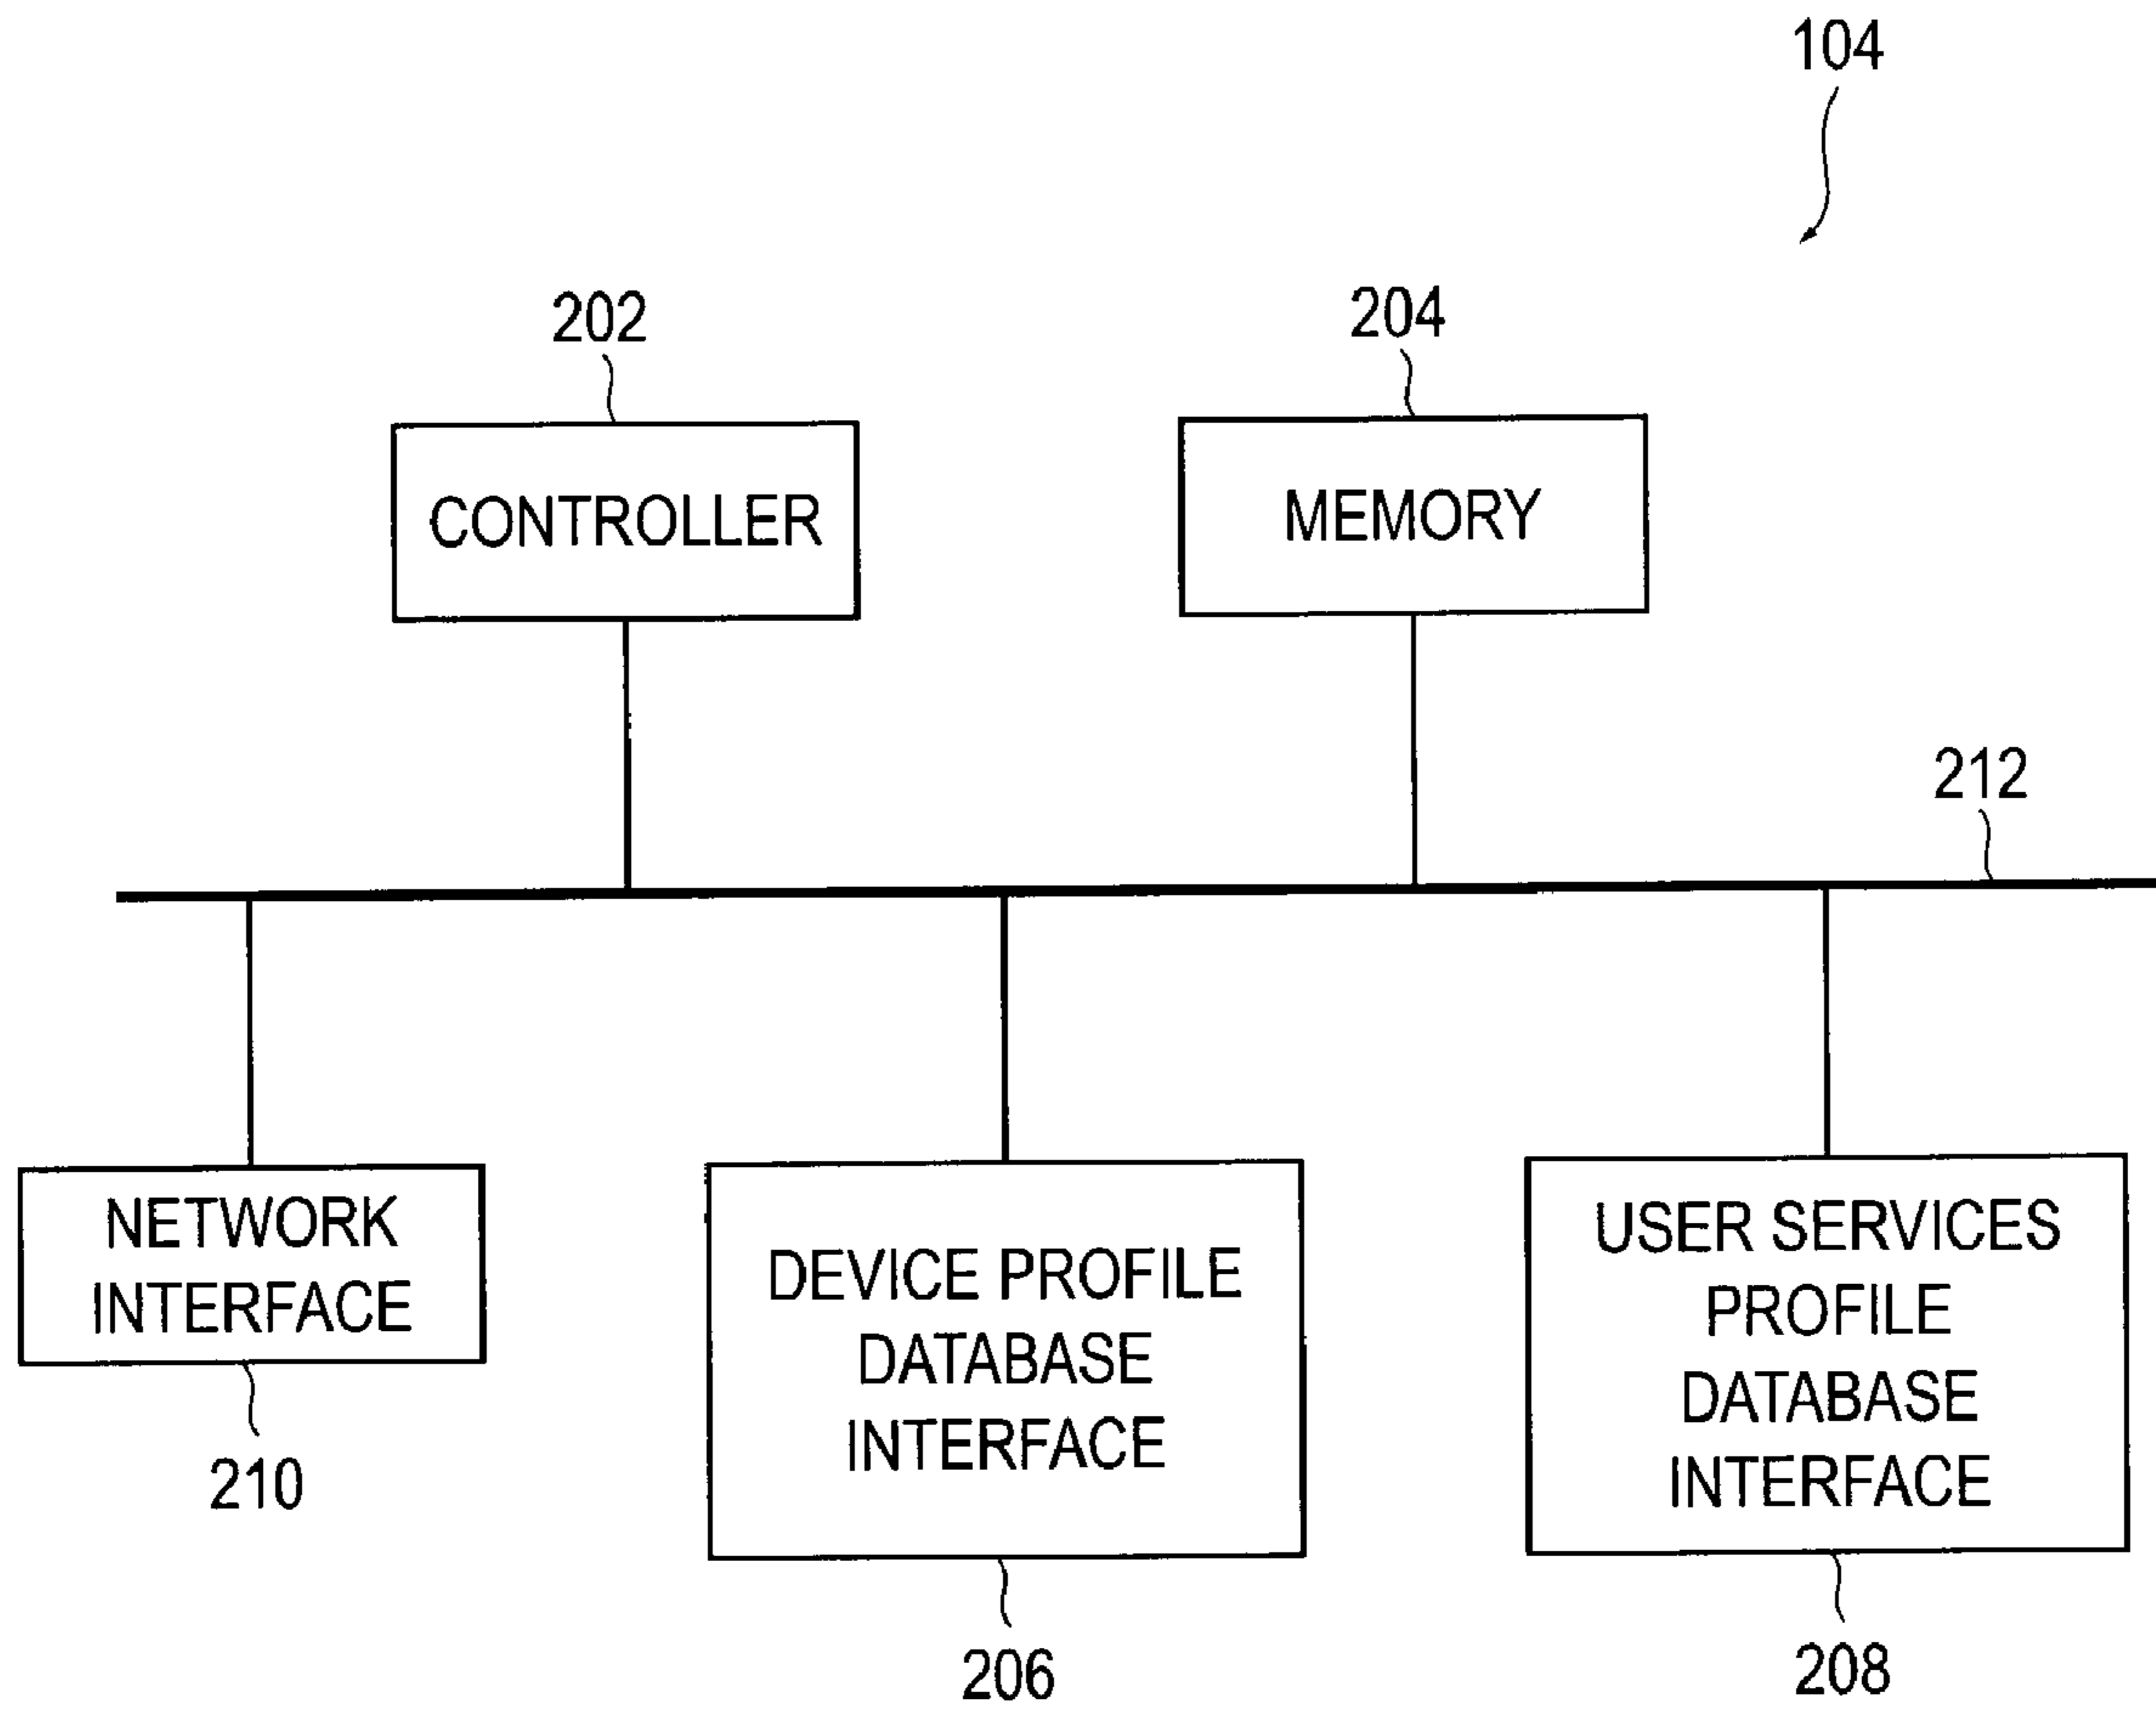 104
202
204
CONTROLLER
MEMORY
212
NETWORK
INTERFACE
210
DEVICE PROFILE
DATABASE
INTERFACE
206
USER SERVICES
PROFILE
DATABASE
INTERFACE
208